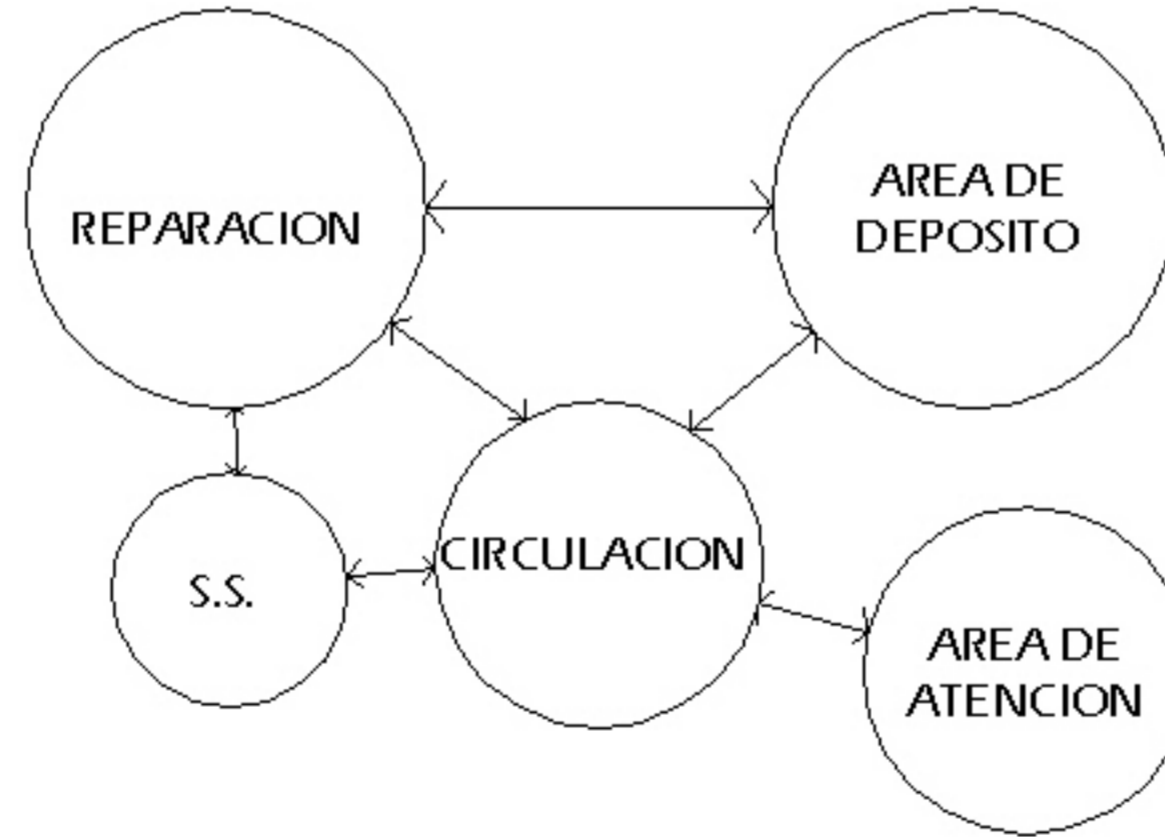 REPARACION
AREA DE
DEPOSITO
S.S.
CIRCULACION
AREA DE
ATENCION